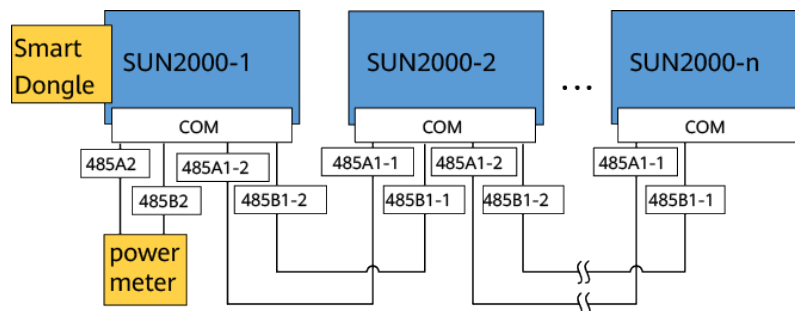 Smart
Dongle
SUN2000-1
SUN2000-2
...
SUN2000-n
COM
COM
COM
485A2
485A1-2
485A1-1
485A1-2
485A1-1
485B2
485B1-2
485B1-1
485B1-2
485B1-1
power
meter